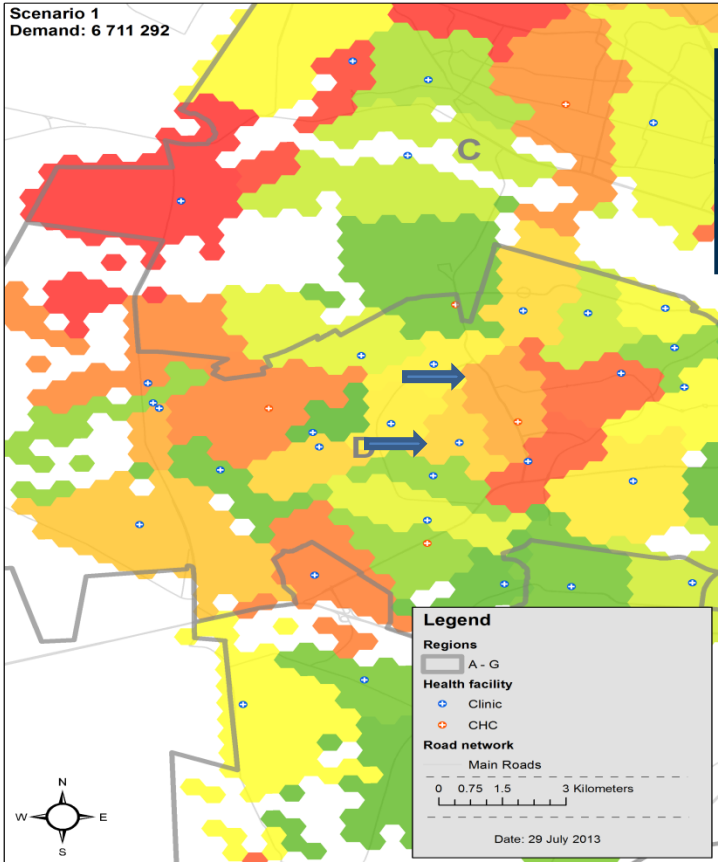 Scenario 1
Demand: 6 711 292
C
D
Legend
Regions
A - G
Health facility
Clinic
CHC
Road network
Main Roads
0 0.75 1.5 3 Kilometers
Date: 29 July 2013
N
W E
S